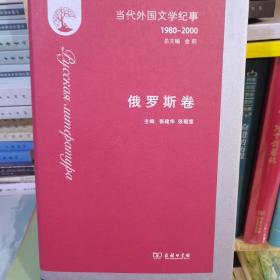 当代外国文学纪事
1980-2000
总主编 金莉
俄罗斯卷
主编 张建华 张朝意
Русская литература
商务印书馆